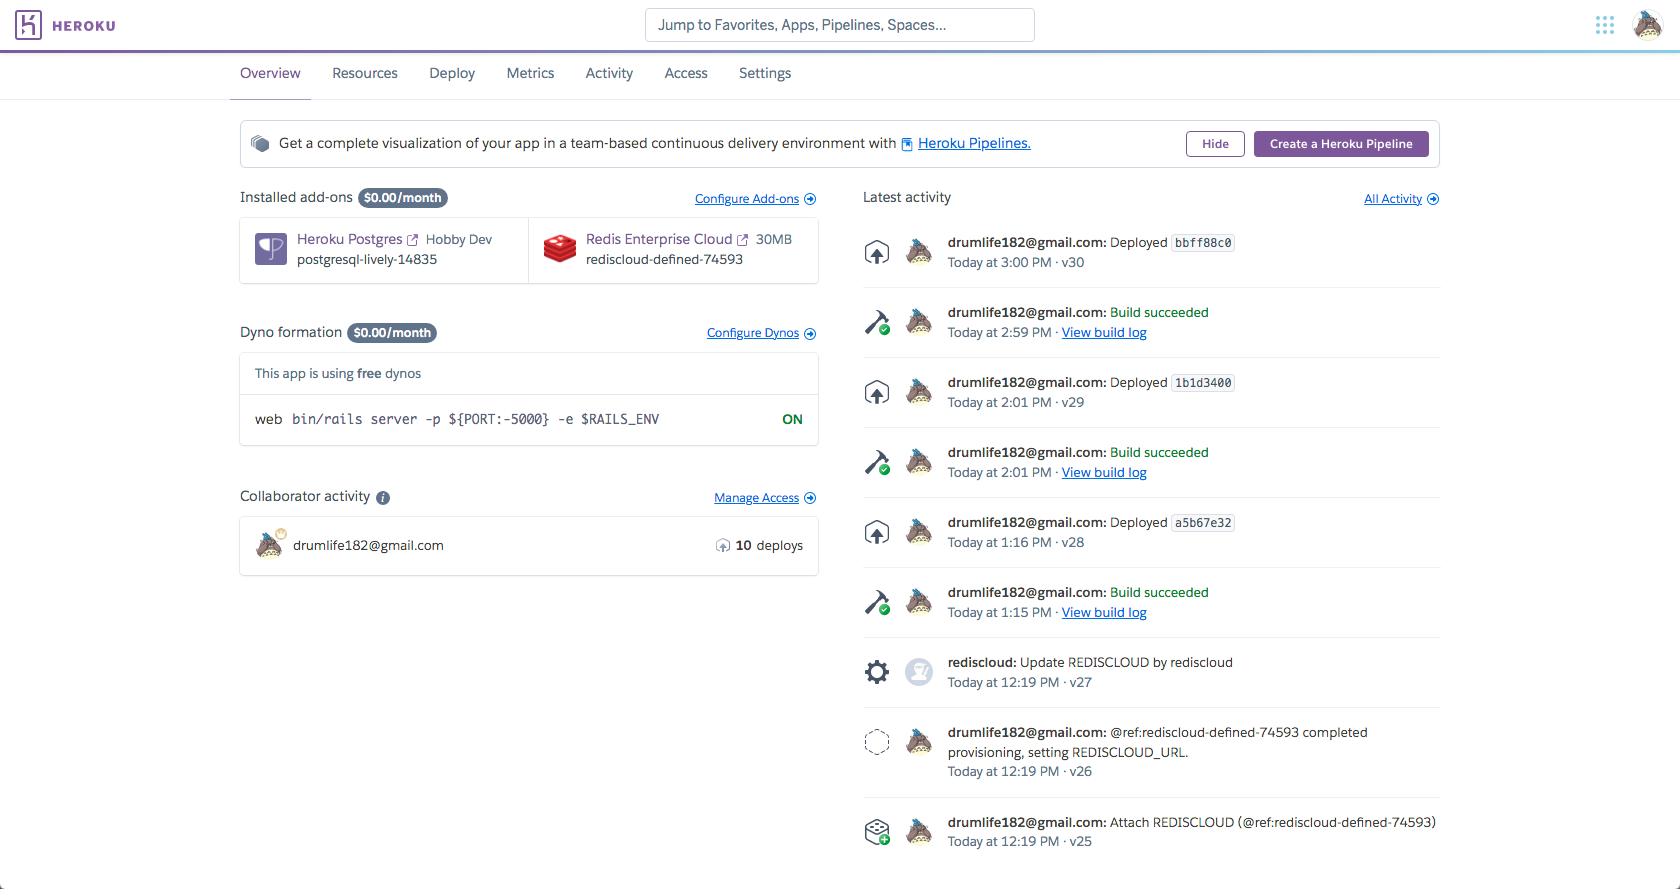 HEROKU
Jump to Favorites, Apps, Pipelines, Spaces...
Overview Resources Deploy Metrics Activity Access Settings
Get a complete visualization of your app in a team-based continuous delivery environment with Heroku Pipelines.
Hide
Create a Heroku Pipeline
Installed add-ons $0.00/month
Configure Add-ons
Heroku Postgres Hobby Dev
postgresql-lively-14835
Redis Enterprise Cloud 30MB
rediscloud-defined-74593
Dyno formation $0.00/month
Configure Dynos
This app is using free dynos
web bin/rails server -p ${PORT:-5000} -e $RAILS_ENV ON
Collaborator activity i
Manage Access
drumlife182@gmail.com
10 deploys
Latest activity
All Activity
drumlife182@gmail.com: Deployed bbff88c0
Today at 3:00 PM · v30
drumlife182@gmail.com: Build succeeded
Today at 2:59 PM · View build log
drumlife182@gmail.com: Deployed 1b1d3400
Today at 2:01 PM · v29
drumlife182@gmail.com: Build succeeded
Today at 2:01 PM · View build log
drumlife182@gmail.com: Deployed a5b67e32
Today at 1:16 PM · v28
drumlife182@gmail.com: Build succeeded
Today at 1:15 PM · View build log
rediscloud: Update REDISCLOUD by rediscloud
Today at 12:19 PM · v27
drumlife182@gmail.com: @ref:rediscloud-defined-74593 completed
provisioning, setting REDISCLOUD_URL.
Today at 12:19 PM · v26
drumlife182@gmail.com: Attach REDISCLOUD (@ref:rediscloud-defined-74593)
Today at 12:19 PM · v25